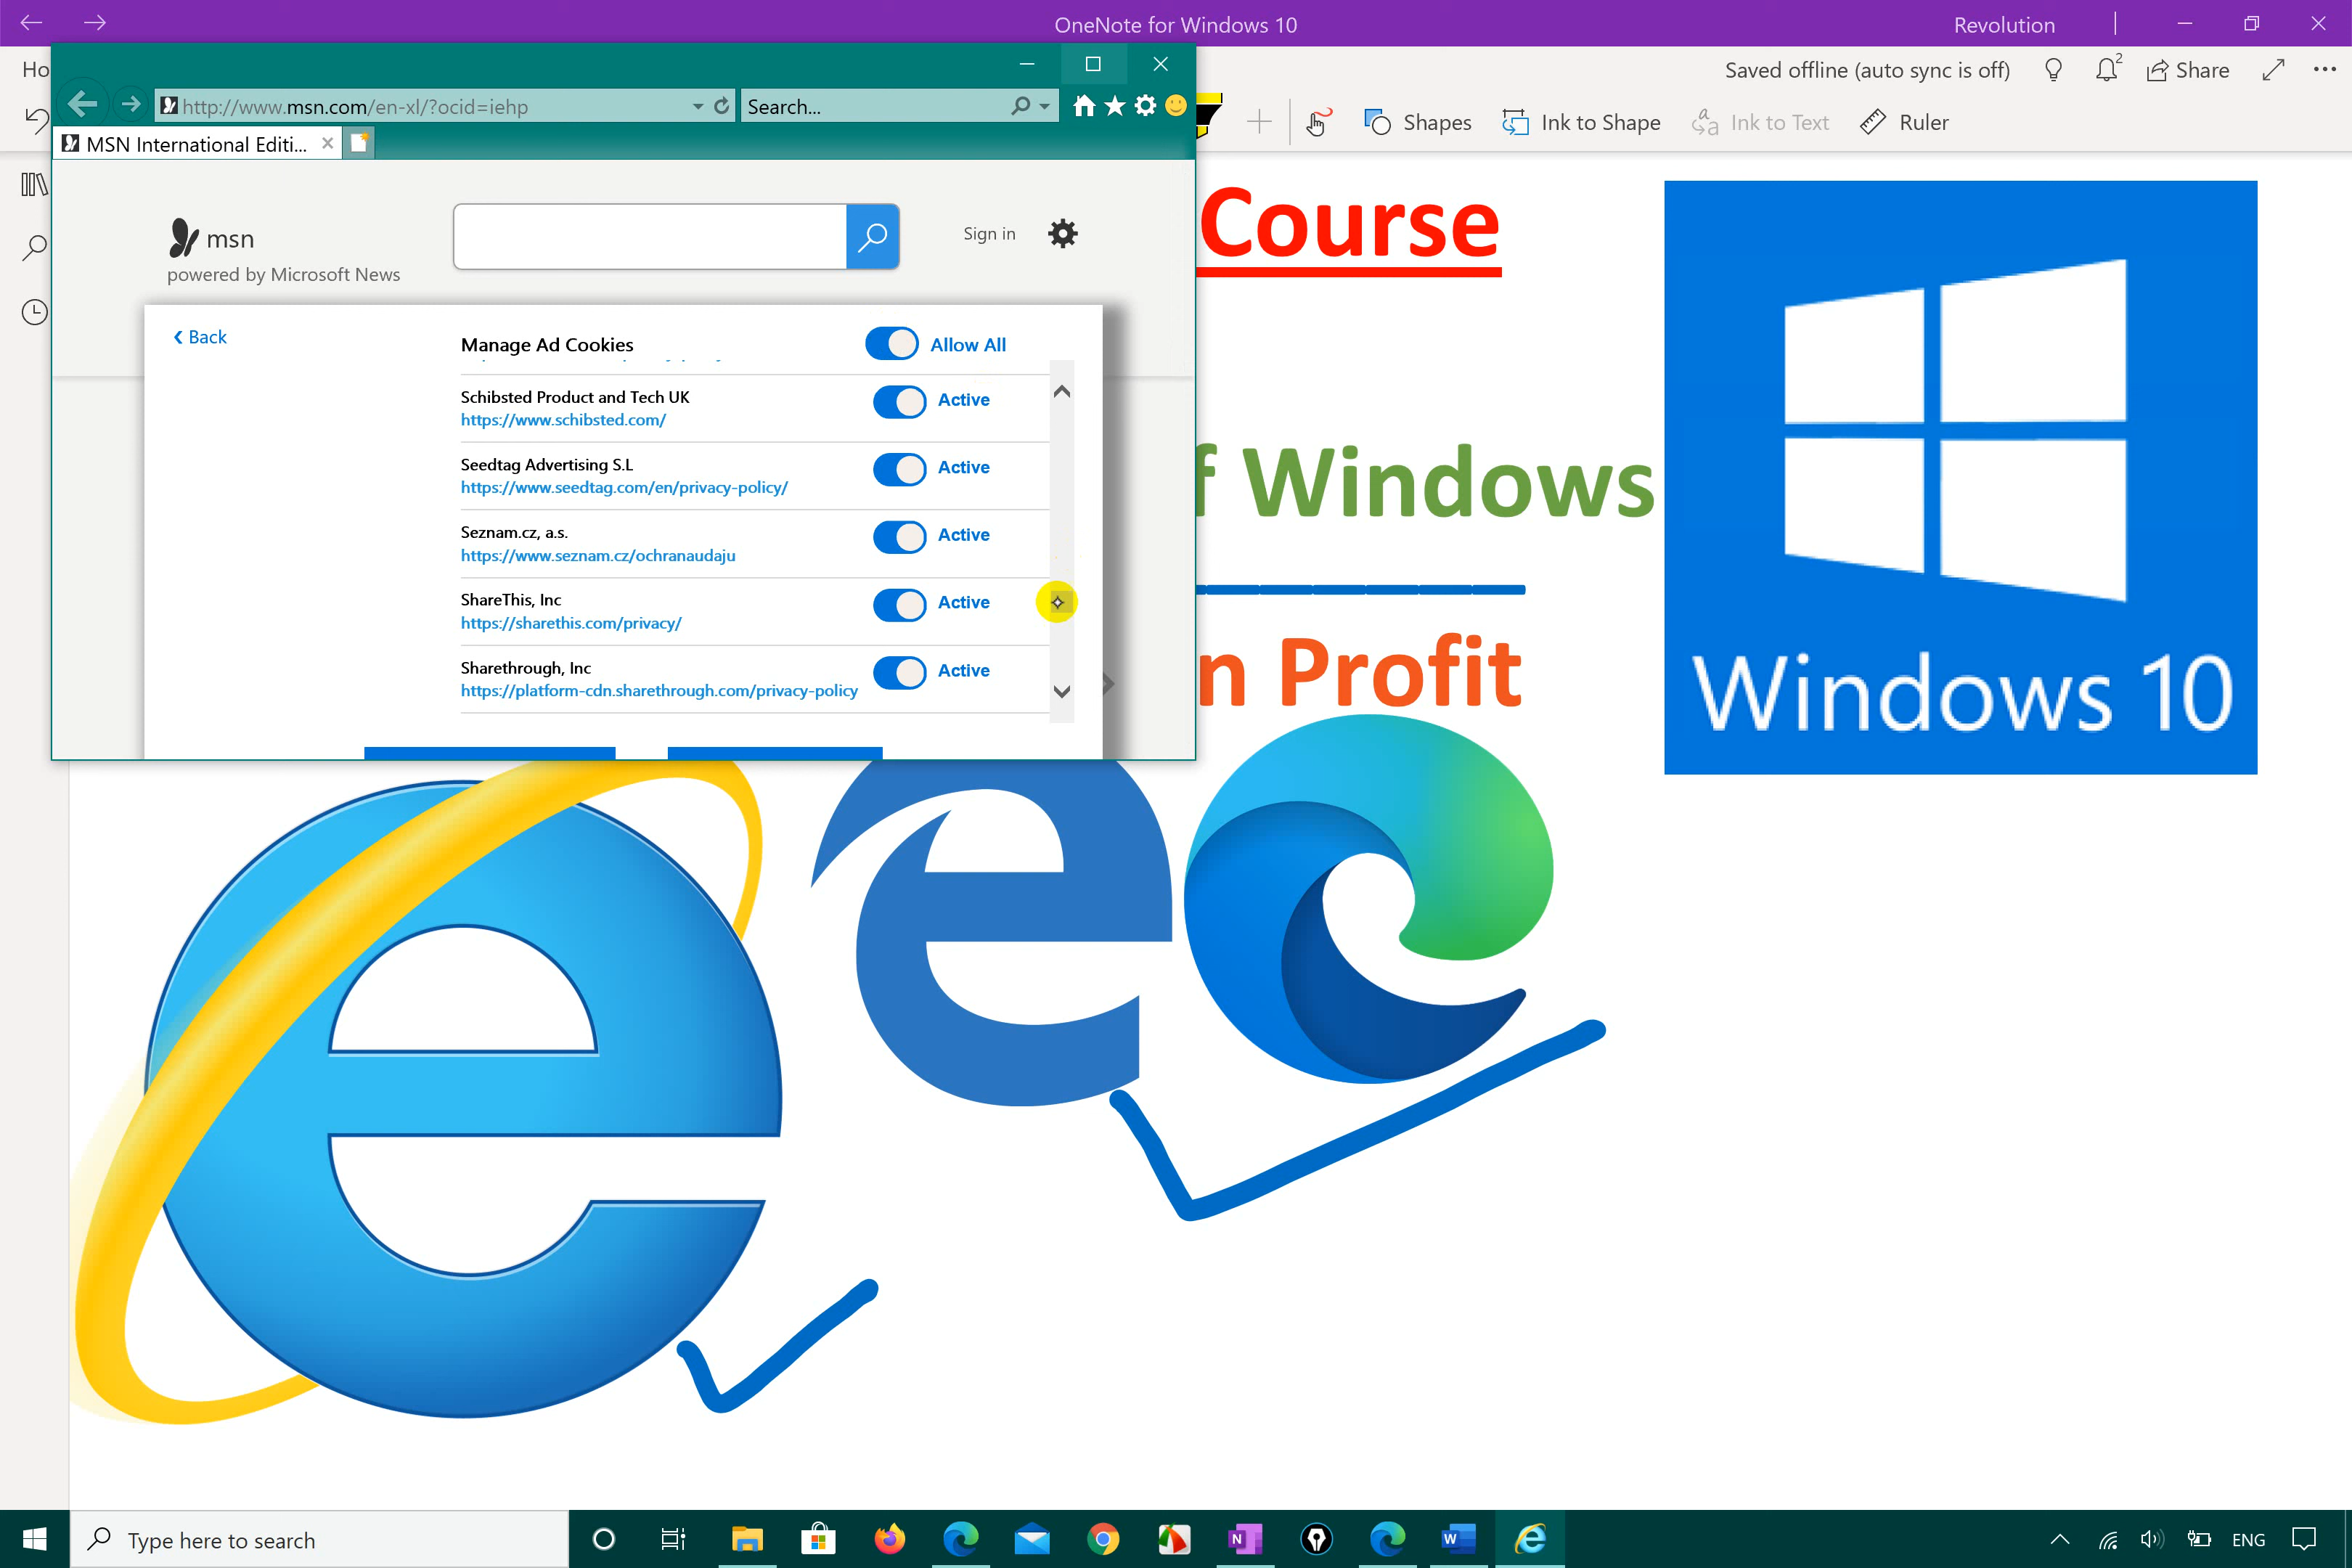 OneNote for Windows 10
Revolution
Ho
Saved offline (auto sync is off)
Share
http://www.msn.com/en-xl/?ocid=iehp
Search...
Shapes
Ink to Shape
Ink to Text
Ruler
MSN International Editi...
msn
powered by Microsoft News
Sign in
Course
Back
Manage Ad Cookies
Allow All
Schibsted Product and Tech UK
Active
https://www.schibsted.com/
Seedtag Advertising S.L
Active
https://www.seedtag.com/en/privacy-policy/
Seznam.cz, a.s.
Active
https://www.seznam.cz/ochranaudaju
ShareThis, Inc
Active
https://sharethis.com/privacy/
Sharethrough, Inc
Active
https://platform-cdn.sharethrough.com/privacy-policy
f Windows
n Profit
Windows 10
Type here to search
ENG